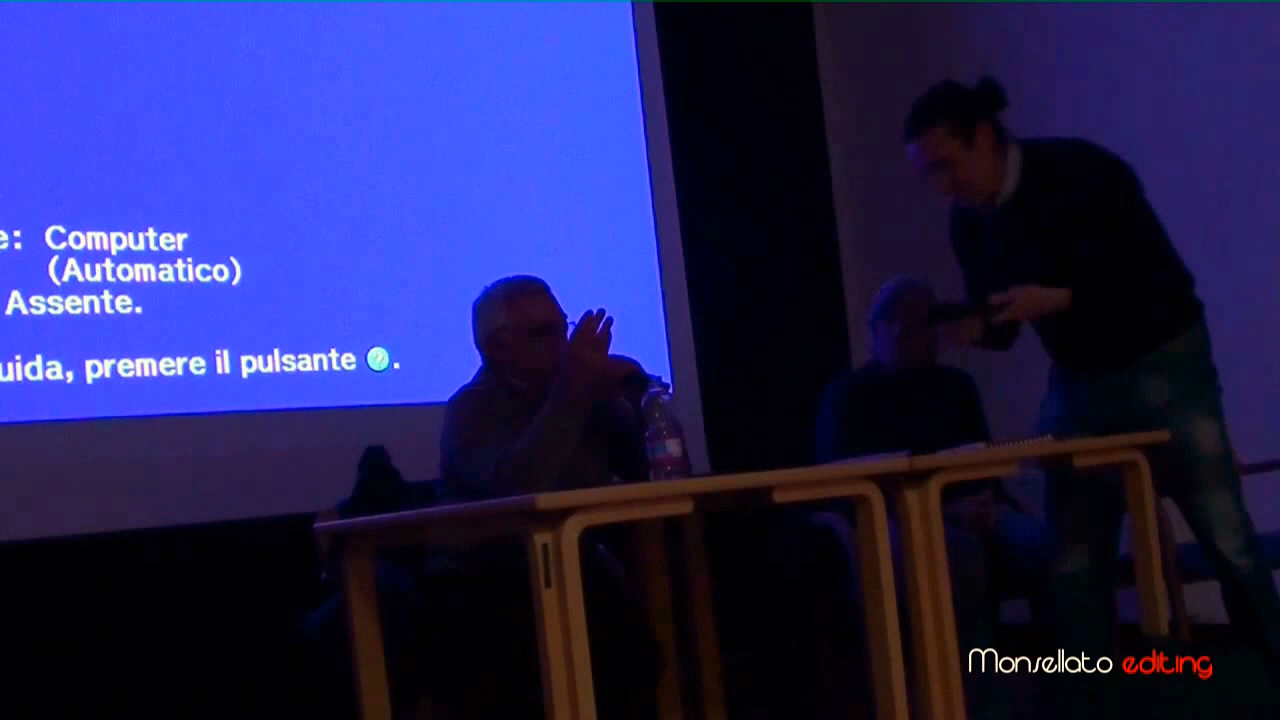 e: Computer
(Automatico)
Assente.
uida, premere il pulsante ?.
Monsellato editing